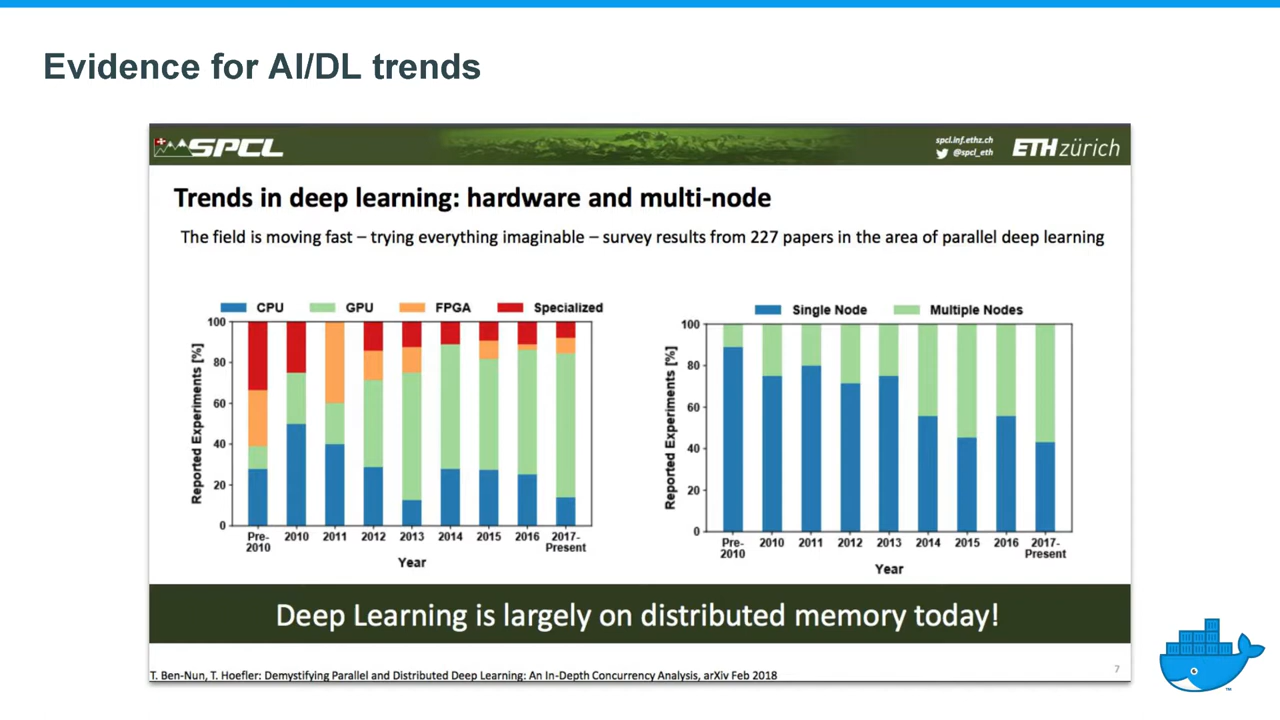 Evidence for AI/DL trends
SPCL
spcl.inf.ethz.ch
@spcl_eth
ETH zürich
Trends in deep learning: hardware and multi-node
The field is moving fast – trying everything imaginable – survey results from 227 papers in the area of parallel deep learning
CPU GPU FPGA Specialized
100
80
60
40
20
0
Reported Experiments [%]
Pre-2010 2010 2011 2012 2013 2014 2015 2016 2017-Present
Year
Single Node Multiple Nodes
100
80
60
40
20
0
Reported Experiments [%]
Pre-2010 2010 2011 2012 2013 2014 2015 2016 2017-Present
Year
Deep Learning is largely on distributed memory today!
T. Ben-Nun, T. Hoefler: Demystifying Parallel and Distributed Deep Learning: An In-Depth Concurrency Analysis, arXiv Feb 2018
7